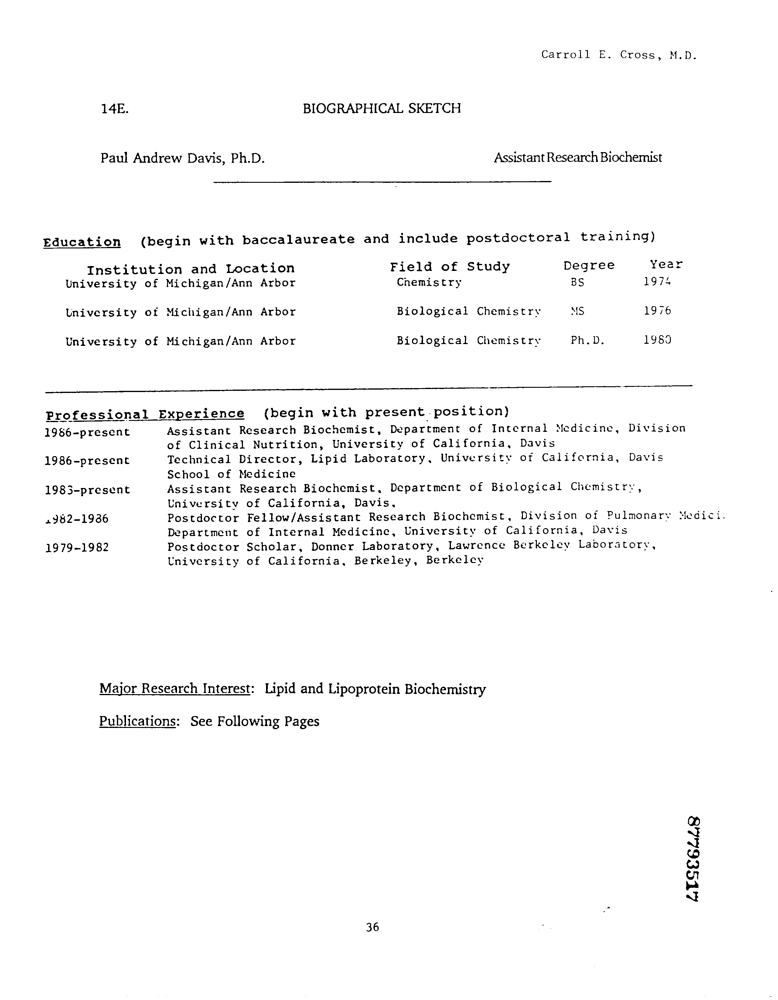 Carroll E. Cross, M.D.
14E. BIOGRAPHICAL SKETCH
Paul Andrew Davis, Ph.D. Assistant Research Biochemist
Education (begin with baccalaureate and include postdoctoral training)
Institution and Location Field of Study Degree Year
University of Michigan/Ann Arbor Chemistry BS 1974
University of Michigan/Ann Arbor Biological Chemistry MS 1976
University of Michigan/Ann Arbor Biological Chemistry Ph.D. 1980
Professional Experience (begin with present position)
1986-present Assistant Research Biochemist, Department of Internal Medicine, Division
of Clinical Nutrition, University of California, Davis
1986-present Technical Director, Lipid Laboratory, University of California, Davis
School of Medicine
1983-present Assistant Research Biochemist, Department of Biological Chemistry,
University of California, Davis,
1982-1986 Postdoctor Fellow/Assistant Research Biochemist, Division of Pulmonary Medici
Department of Internal Medicine, University of California, Davis
1979-1982 Postdoctor Scholar, Donner Laboratory, Lawrence Berkeley Laboratory,
University of California, Berkeley, Berkeley
Major Research Interest: Lipid and Lipoprotein Biochemistry
Publications: See Following Pages
87793517
36